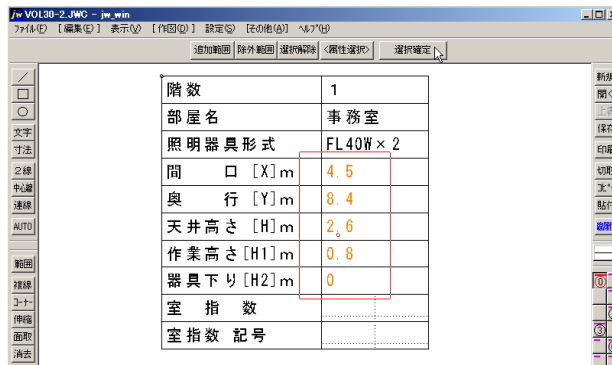 VOL30-2.JWC - jw_win
ファイル(F) [編集(E)] 表示(V) [作図(D)] 設定(S) [その他(A)] ヘルプ(H)
追加範囲 除外範囲 選択解除 <属性選択> 選択確定
階数 1
部屋名 事務室
照明器具形式 FL40W×2
間 口 [X]m 4.5
奥 行 [Y]m 8.4
天井高さ [H]m 2.6
作業高さ[H1]m 0.8
器具下り[H2]m 0
室 指 数
室指数 記号
文字
寸法
2線
中心線
連線
AUTO
範囲
複線
コーナー
伸縮
面取
消去
新規
開く
上書
保存
印刷
切取
コピー
貼付
0
3